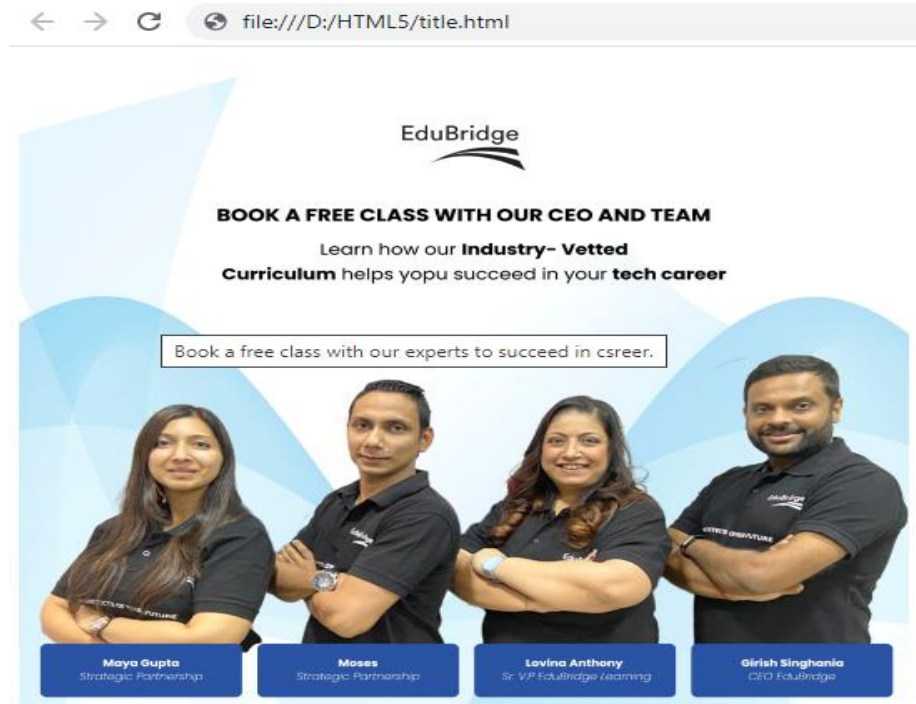 file:///D:/HTML5/title.html
EduBridge
BOOK A FREE CLASS WITH OUR CEO AND TEAM
Learn how our Industry- Vetted
Curriculum helps yopu succeed in your tech career
Book a free class with our experts to succeed in csreer.
EduBridge
Maya Gupta
Strategic Partnership
Moses
Strategic Partnership
Lovina Anthony
Sr. V.P EduBridge Learning
Girish Singhania
CEO EduBridge